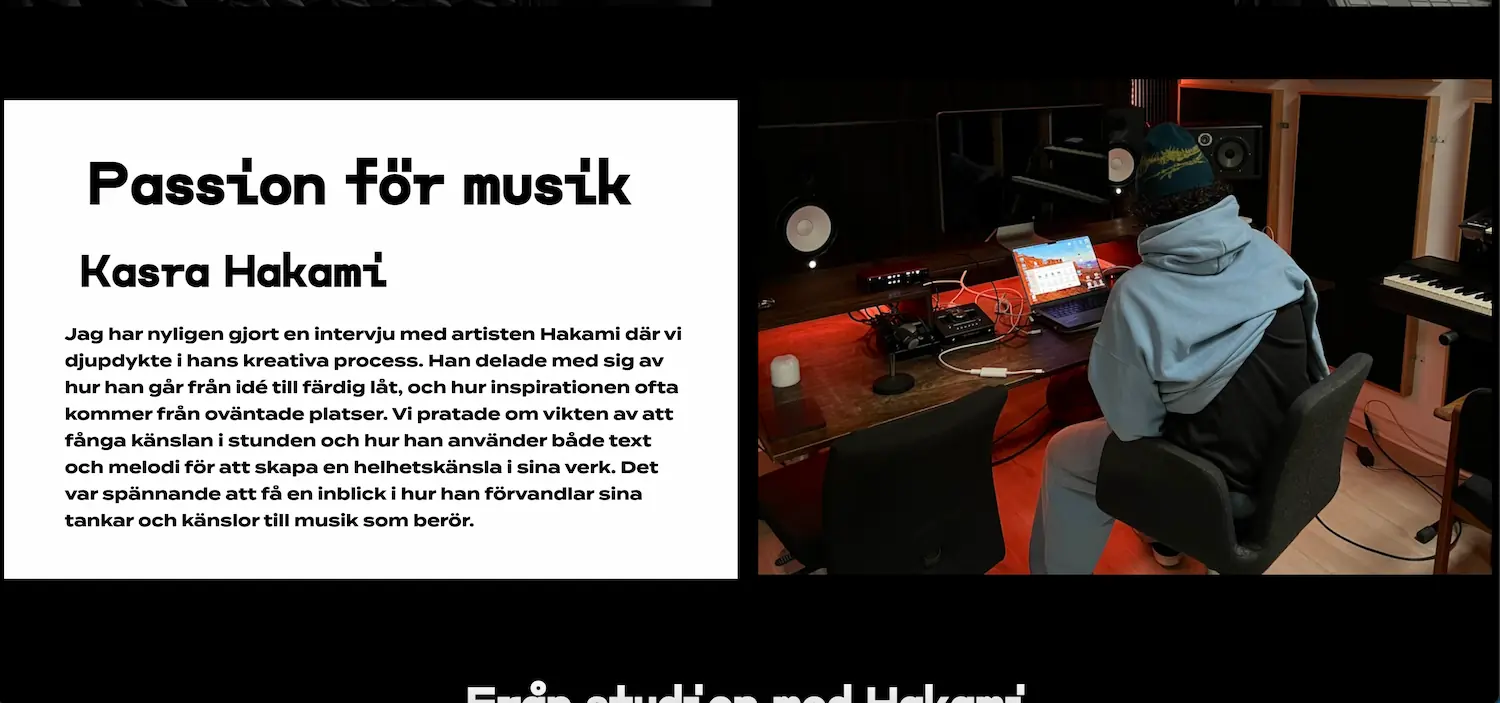 Passion för musik
Kasra Hakami
Jag har nyligen gjort en intervju med artisten Hakami där vi
djupdykte i hans kreativa process. Han delade med sig av
hur han går från idé till färdig låt, och hur inspirationen ofta
kommer från oväntade platser. Vi pratade om vikten av att
fånga känslan i stunden och hur han använder både text
och melodi för att skapa en helhetskänsla i sina verk. Det
var spännande att få en inblick i hur han förvandlar sina
tankar och känslor till musik som berör.
Från studion med Hakami